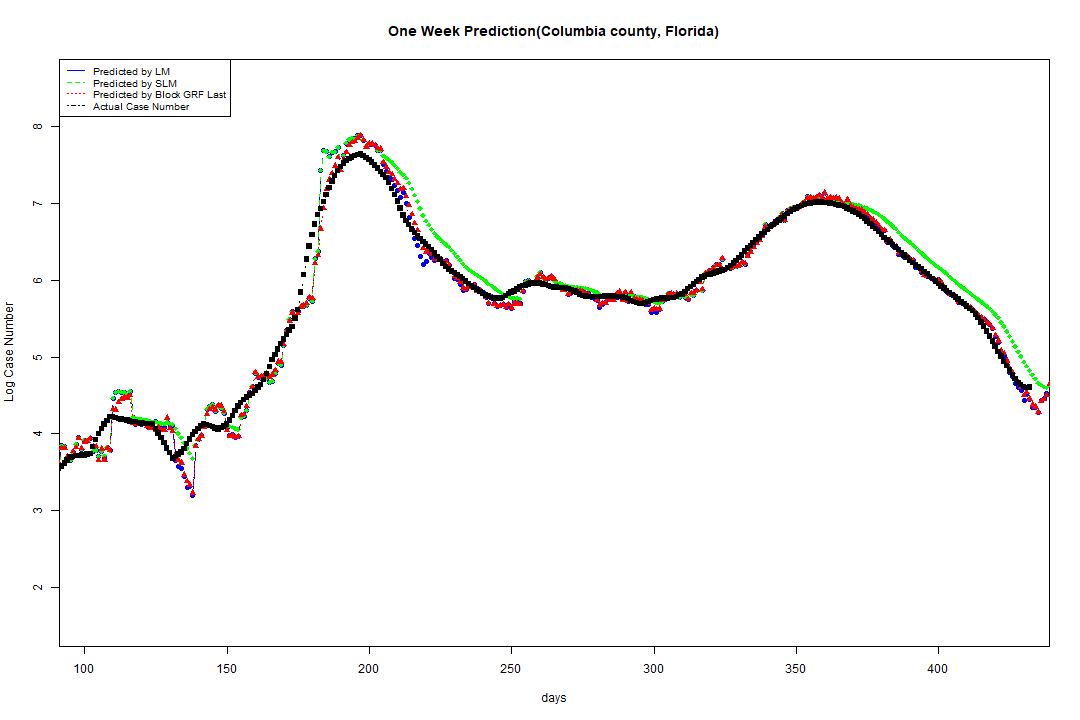 One Week Prediction(Columbia county, Florida)
Predicted by LM
Predicted by SLM
Predicted by Block GRF Last
Actual Case Number
8
7
6
5
4
3
2
Log Case Number
100 150 200 250 300 350 400
days